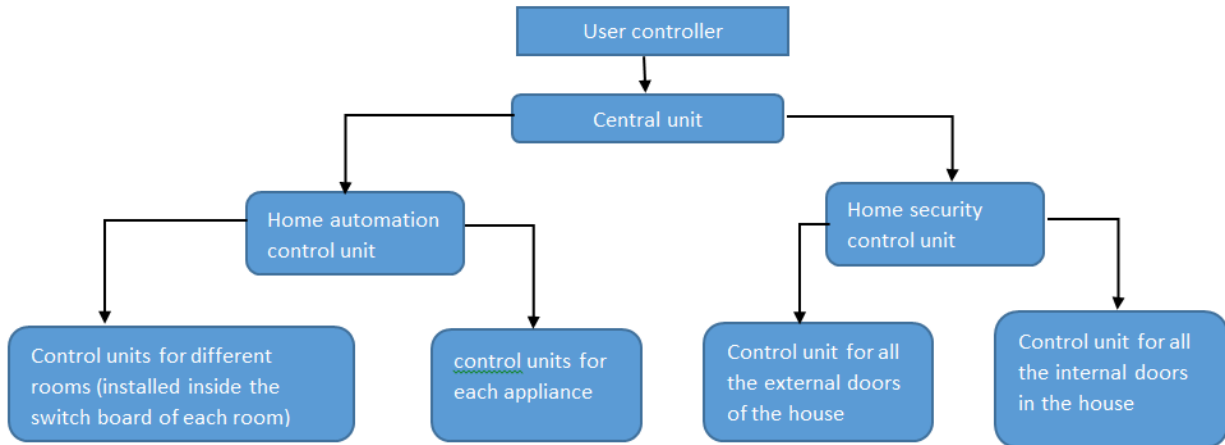 User controller
Central unit
Home automation
control unit
Home security
control unit
Control units for different
rooms (installed inside the
switch board of each room)
control units for
each appliance
Control unit for all
the external doors
of the house
Control unit for all
the internal doors
in the house